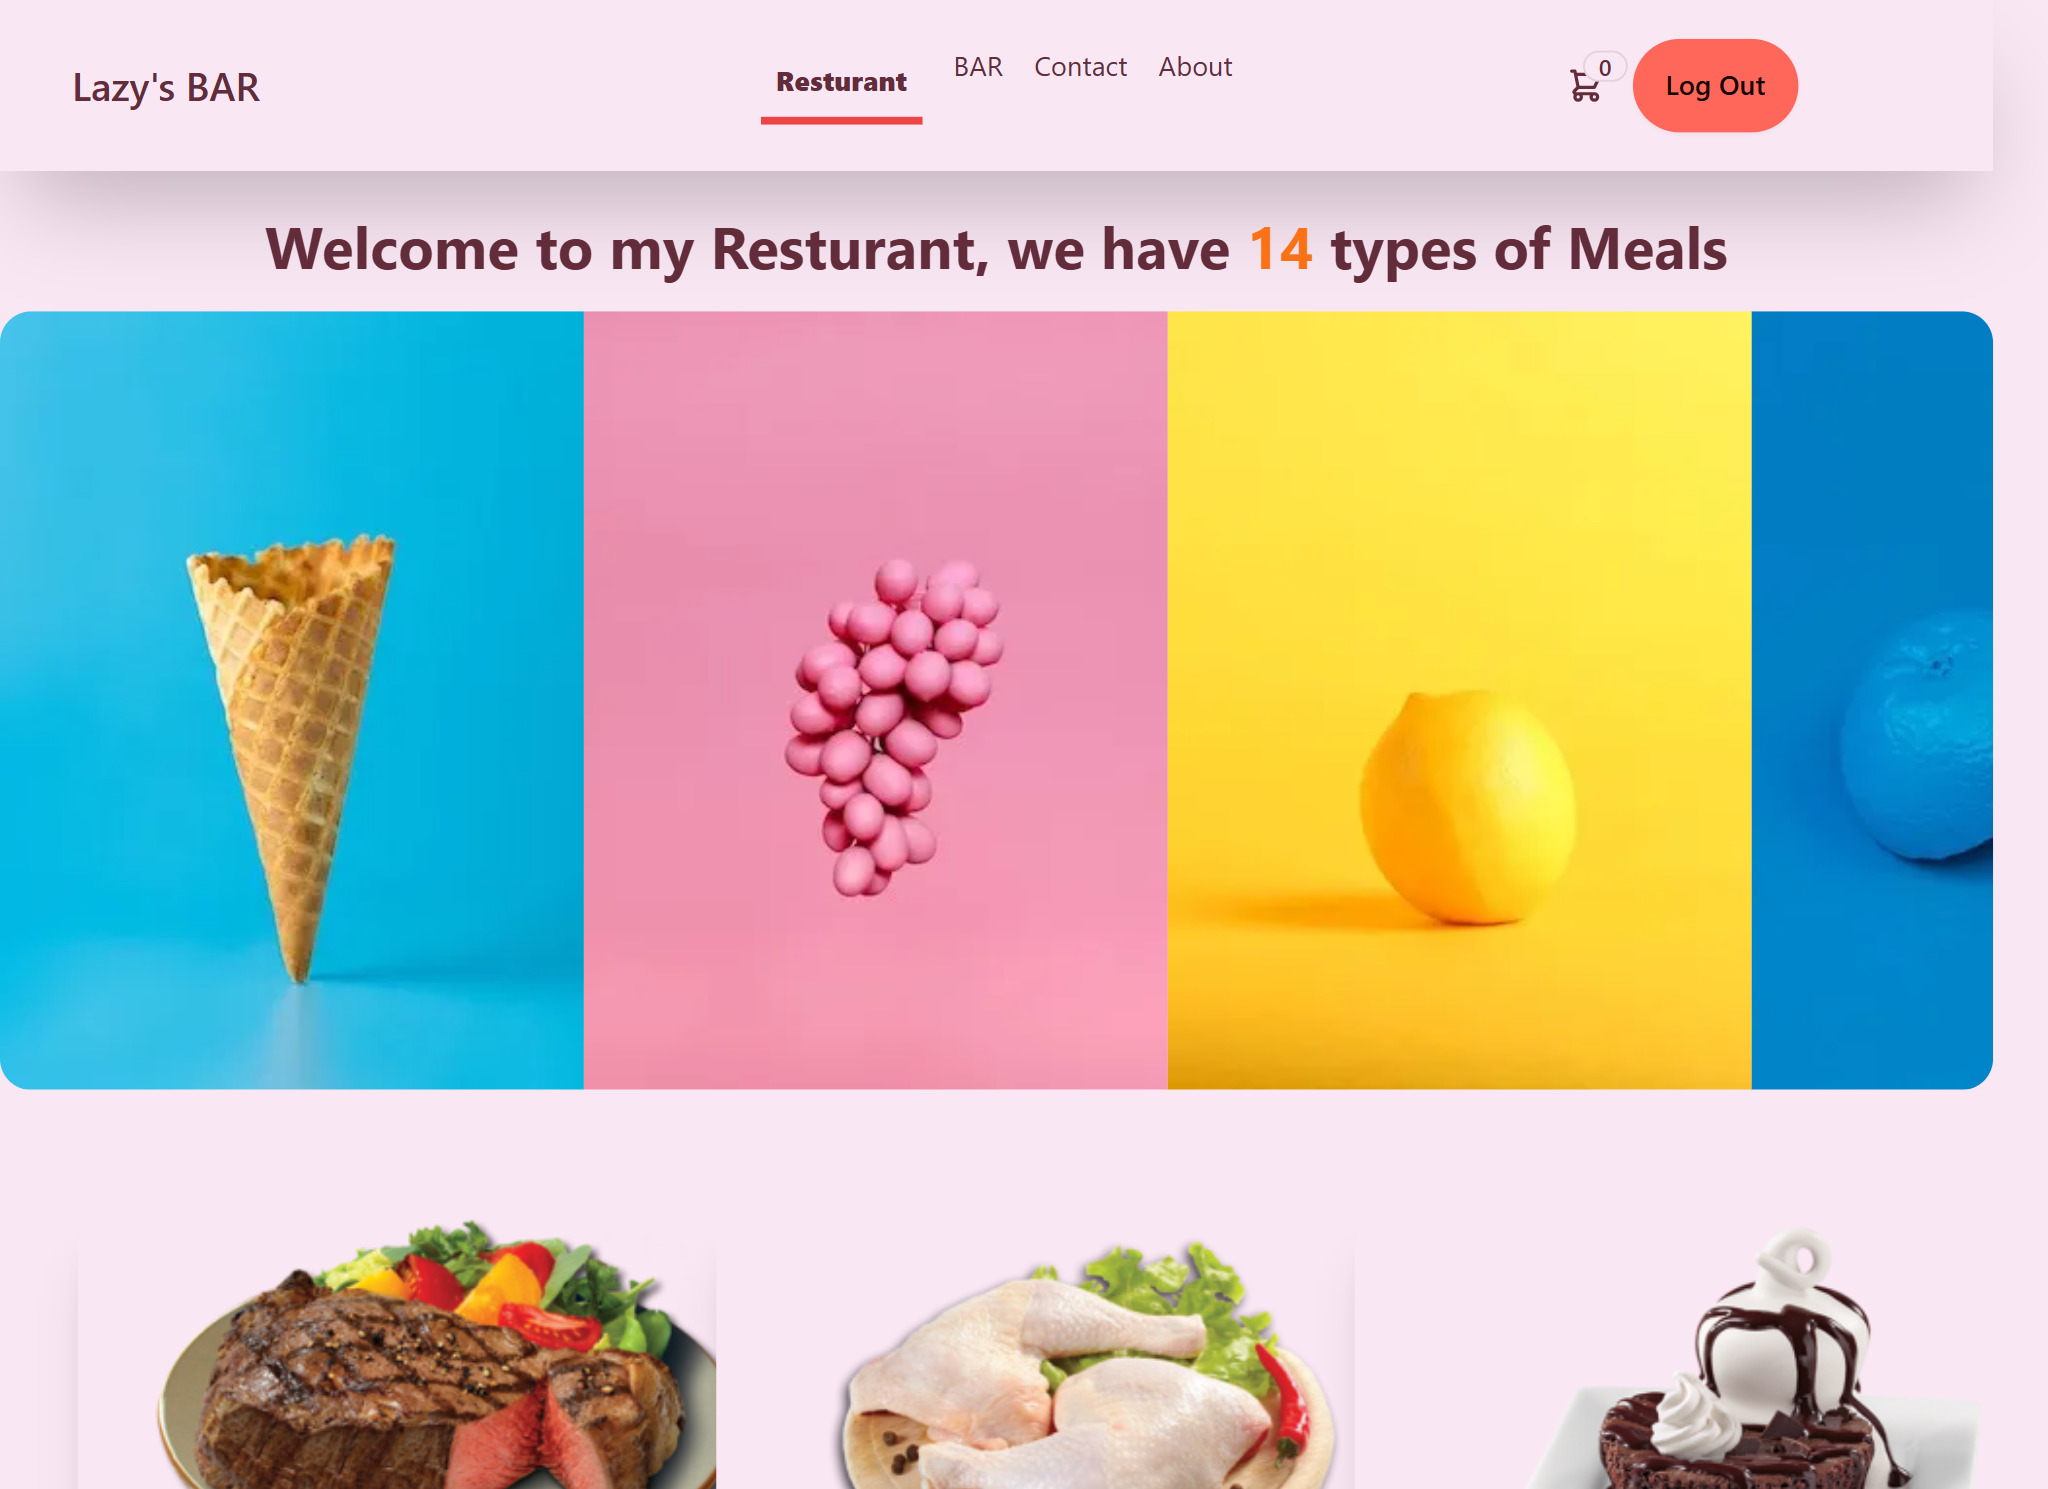 Lazy's BAR
Resturant BAR Contact About
0
Log Out
Welcome to my Resturant, we have 14 types of Meals